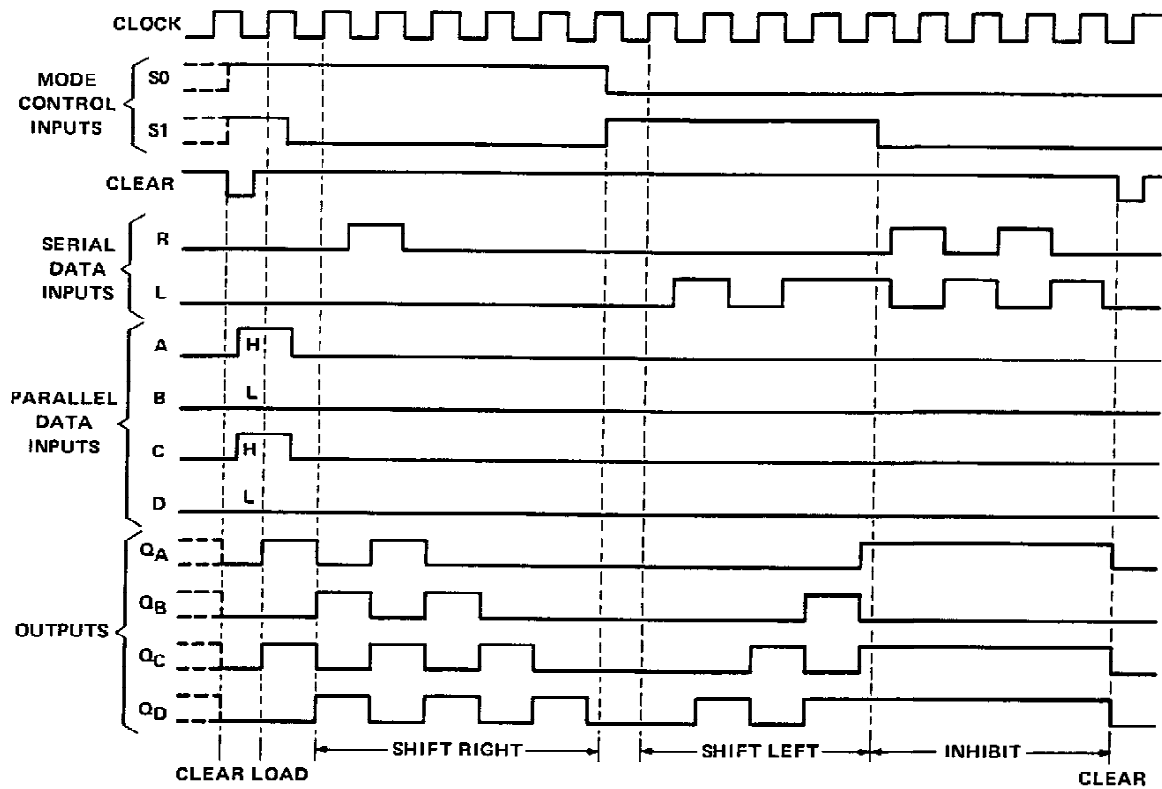 CLOCK
MODE
CONTROL
INPUTS
S0
S1
CLEAR
SERIAL
DATA
INPUTS
R
L
PARALLEL
DATA
INPUTS
A
H
B
L
C
H
D
L
OUTPUTS
QA
QB
QC
QD
SHIFT RIGHT
SHIFT LEFT
INHIBIT
CLEAR LOAD
CLEAR